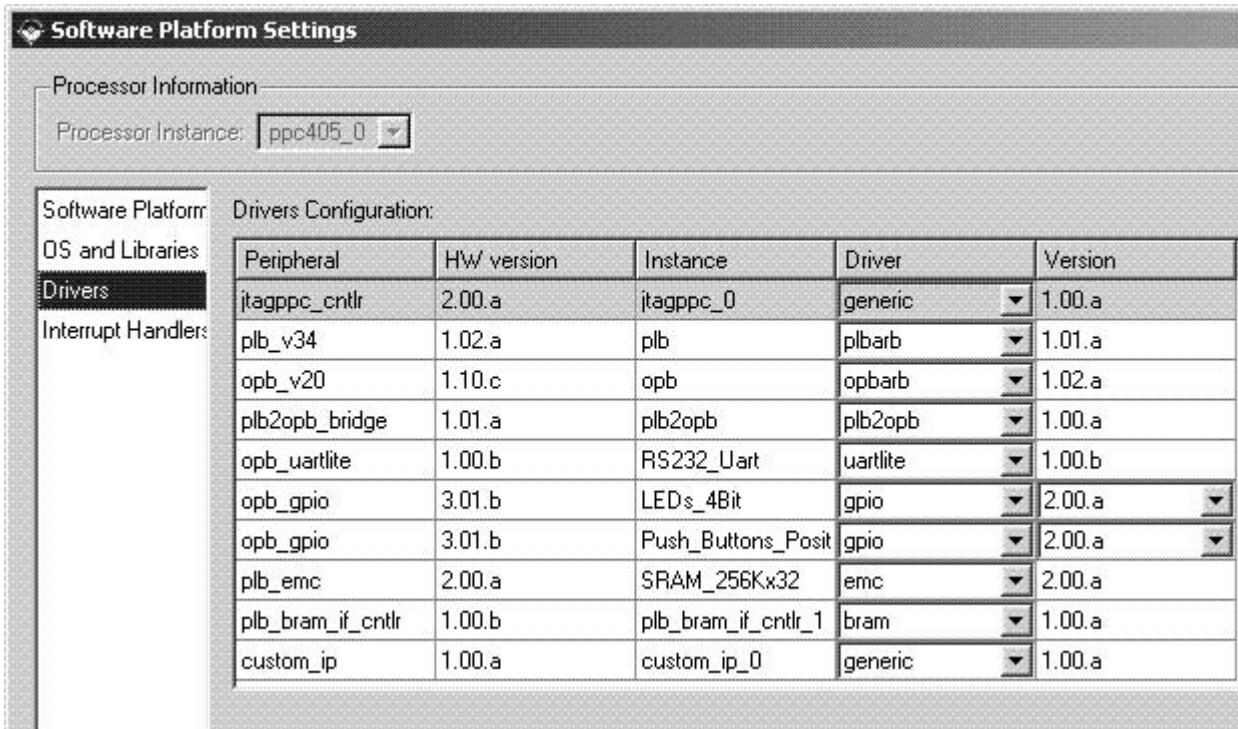 Software Platform Settings
Processor Information
Processor Instance: ppc405_0
Software Platform
OS and Libraries
Drivers
Interrupt Handlers
Drivers Configuration:
Peripheral HW version Instance Driver Version
jtagppc_cntlr 2.00.a jtagppc_0 generic 1.00.a
plb_v34 1.02.a plb plbarb 1.01.a
opb_v20 1.10.c opb opbarb 1.02.a
plb2opb_bridge 1.01.a plb2opb plb2opb 1.00.a
opb_uartlite 1.00.b RS232_Uart uartlite 1.00.b
opb_gpio 3.01.b LEDs_4Bit gpio 2.00.a
opb_gpio 3.01.b Push_Buttons_Posit gpio 2.00.a
plb_emc 2.00.a SRAM_256Kx32 emc 2.00.a
plb_bram_if_cntlr 1.00.b plb_bram_if_cntlr_1 bram 1.00.a
custom_ip 1.00.a custom_ip_0 generic 1.00.a